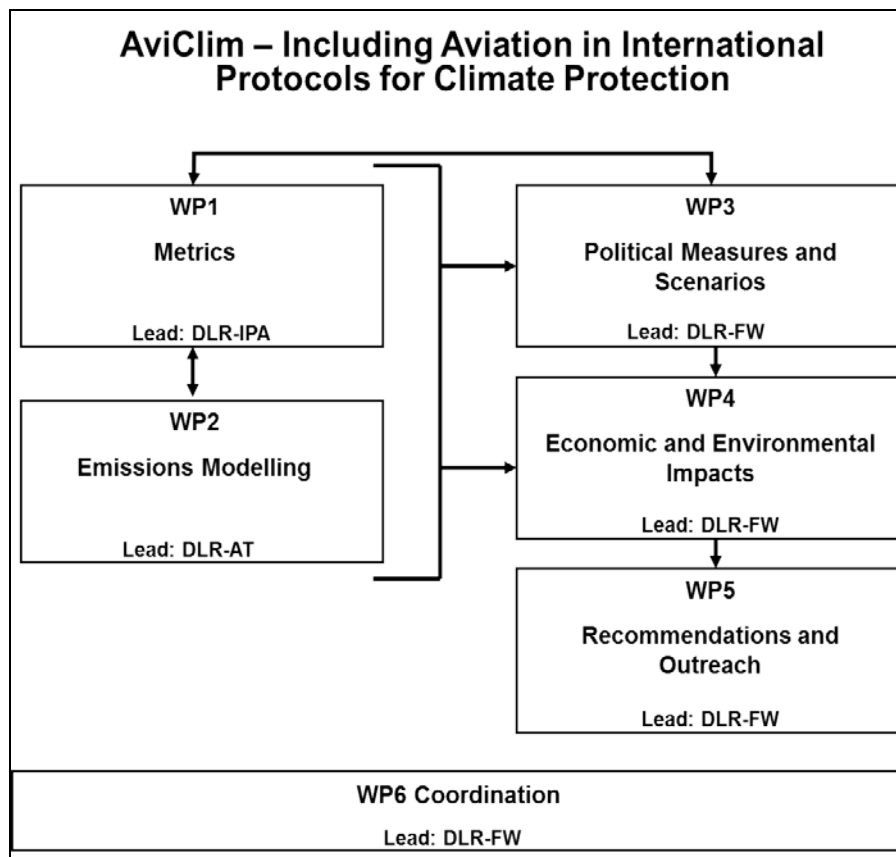 AviClim – Including Aviation in International
Protocols for Climate Protection
WP1
Metrics
Lead: DLR-IPA
WP2
Emissions Modelling
Lead: DLR-AT
WP3
Political Measures and
Scenarios
Lead: DLR-FW
WP4
Economic and Environmental
Impacts
Lead: DLR-FW
WP5
Recommendations and
Outreach
Lead: DLR-FW
WP6 Coordination
Lead: DLR-FW